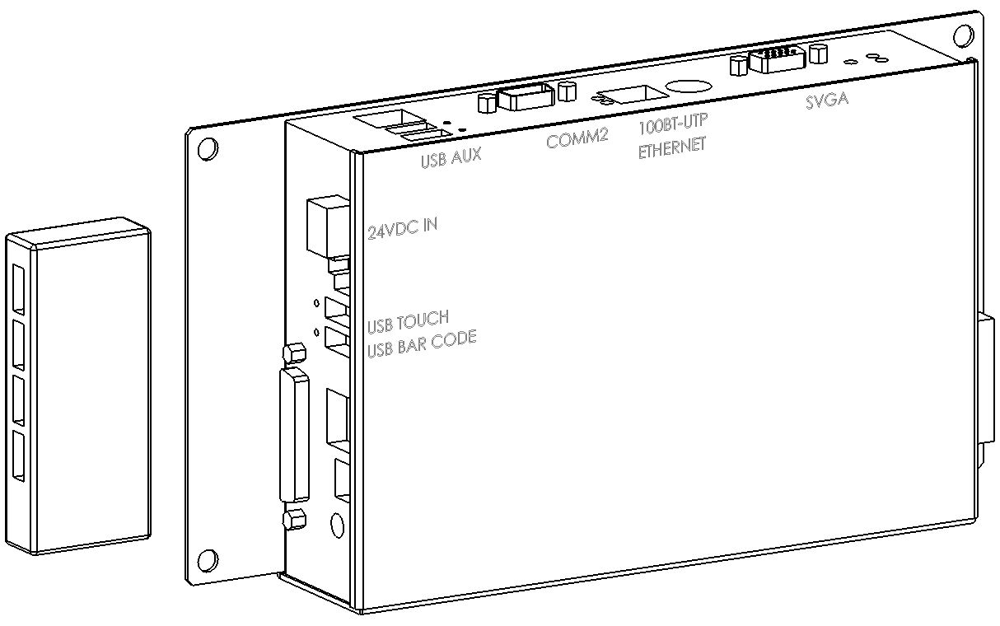 SVGA
100BT-UTP
ETHERNET
COMM2
USB AUX
24VDC IN
USB TOUCH
USB BAR CODE